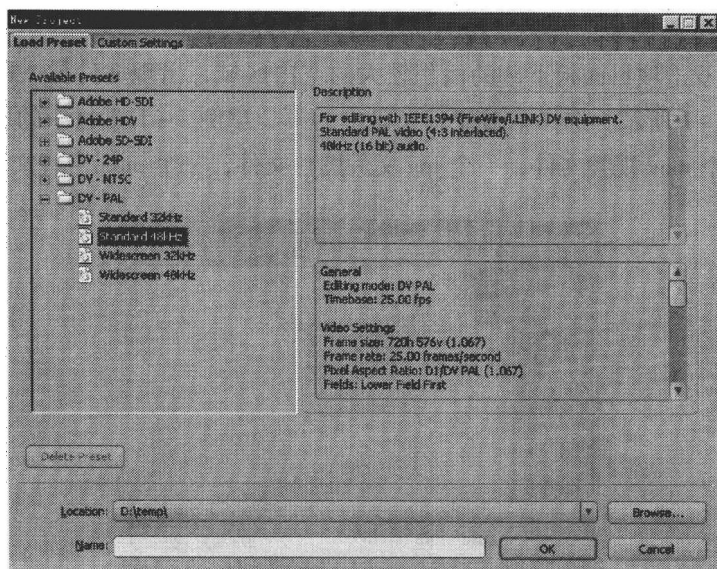 New Project
Load Preset
Custom Settings
Available Presets
Adobe HD-SDI
Adobe HDV
Adobe SD-SDI
DV - 24P
DV - NTSC
DV - PAL
Standard 32kHz
Standard 48kHz
Widescreen 32kHz
Widescreen 48kHz
Description
For editing with IEEE1394 (FireWire/i.LINK) DV equipment.
Standard PAL video (4:3 interlaced).
48kHz (16 bit) audio.
General
Editing mode: DV PAL
Timebase: 25.00 fps
Video Settings
Frame size: 720h 576v (1.067)
Frame rate: 25.00 frames/second
Pixel Aspect Ratio: D1/DV PAL (1.067)
Fields: Lower Field First
Delete Preset
Location: D:\temp\
Browse...
Name:
OK
Cancel